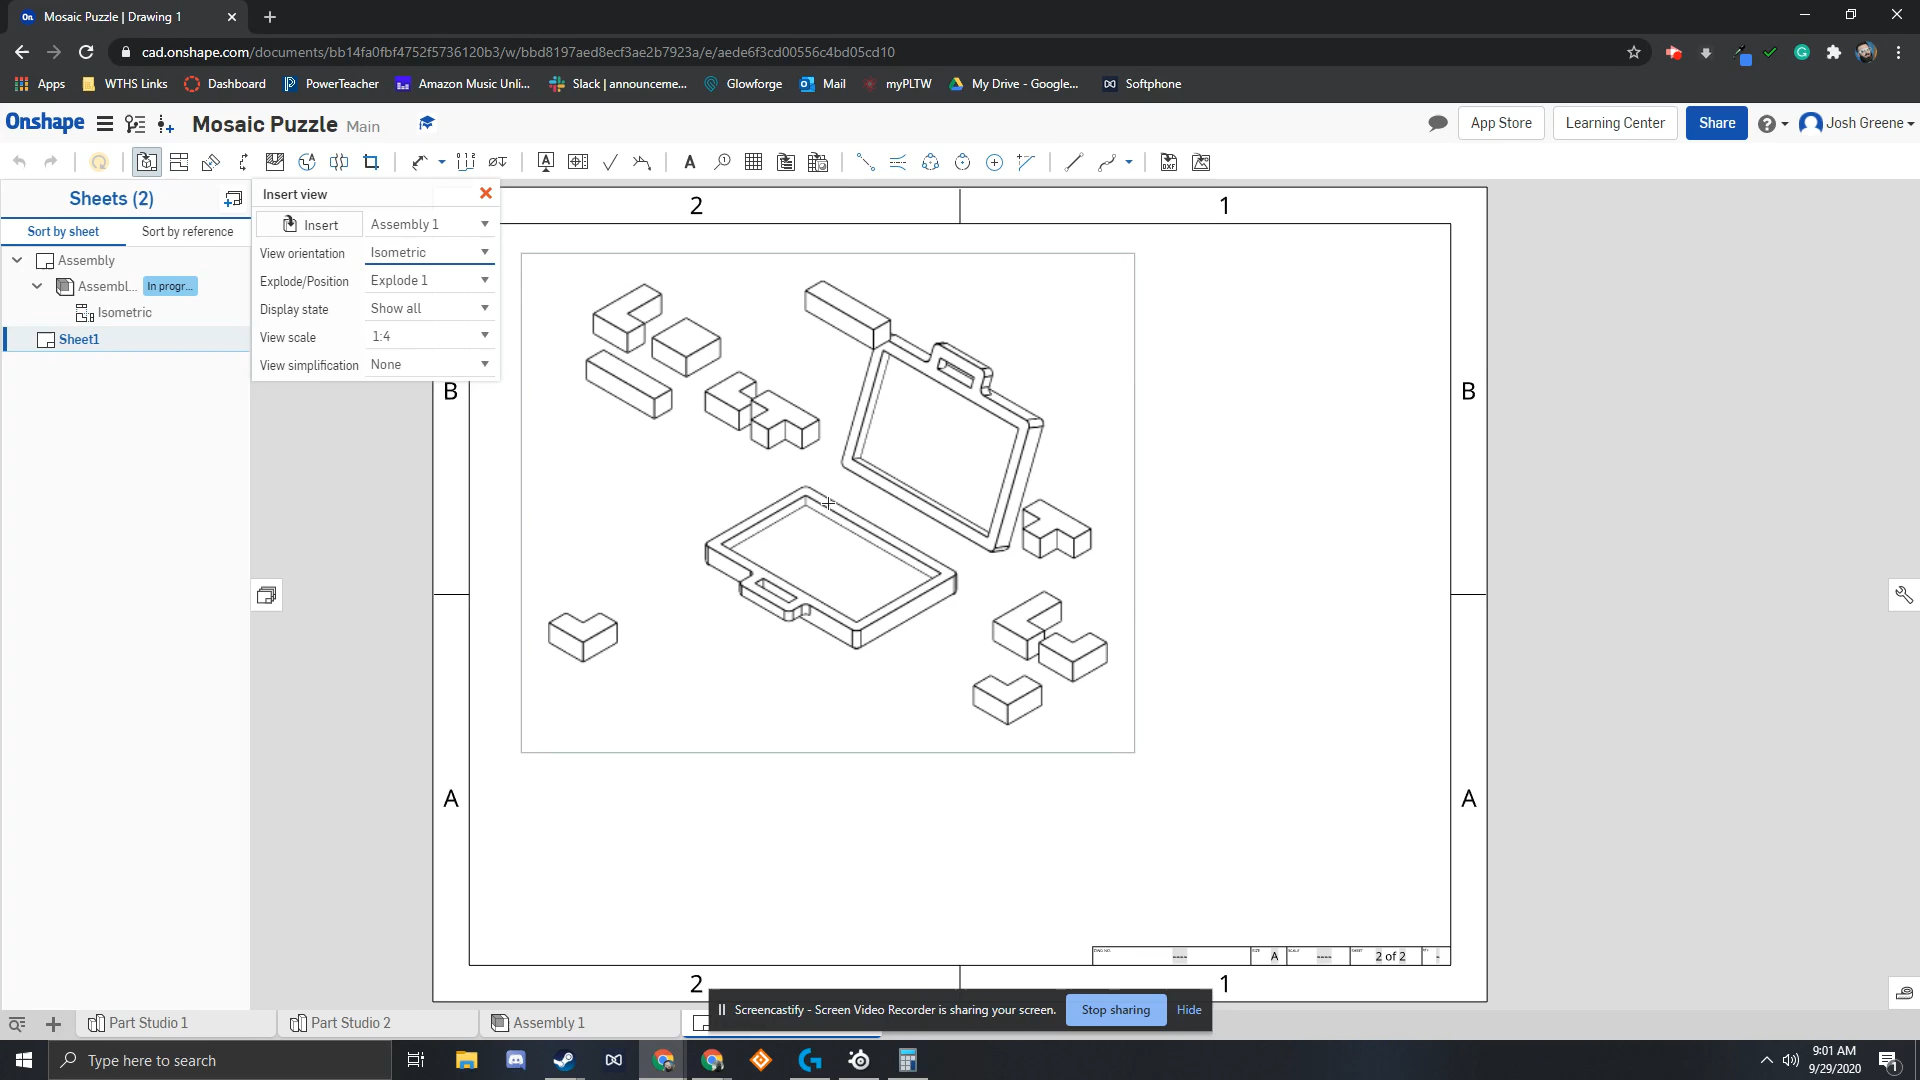 Mosaic Puzzle | Drawing 1
cad.onshape.com/documents/bb14fa0fbf4752f5736120b3/w/bbd8197aed8ecf3ae2b7923a/e/aede6f3cd00556c4bd05cd10
Apps WTHS Links Dashboard PowerTeacher Amazon Music Unli... Slack | announceme... Glowforge Mail myPLTW My Drive - Google... Softphone
Onshape Mosaic Puzzle Main App Store Learning Center Share Josh Greene
Sheets (2)
Sort by sheet Sort by reference
Assembly
Assembl... In progr...
Isometric
Sheet1
Insert view
Insert Assembly 1
View orientation Isometric
Explode/Position Explode 1
Display state Show all
View scale 1:4
View simplification None
2 1
B B
A A
---- A ---- 2 of 2 -
2 1
Screencastify - Screen Video Recorder is sharing your screen. Stop sharing Hide
Part Studio 1 Part Studio 2 Assembly 1
Type here to search
9:01 AM
9/29/2020
1